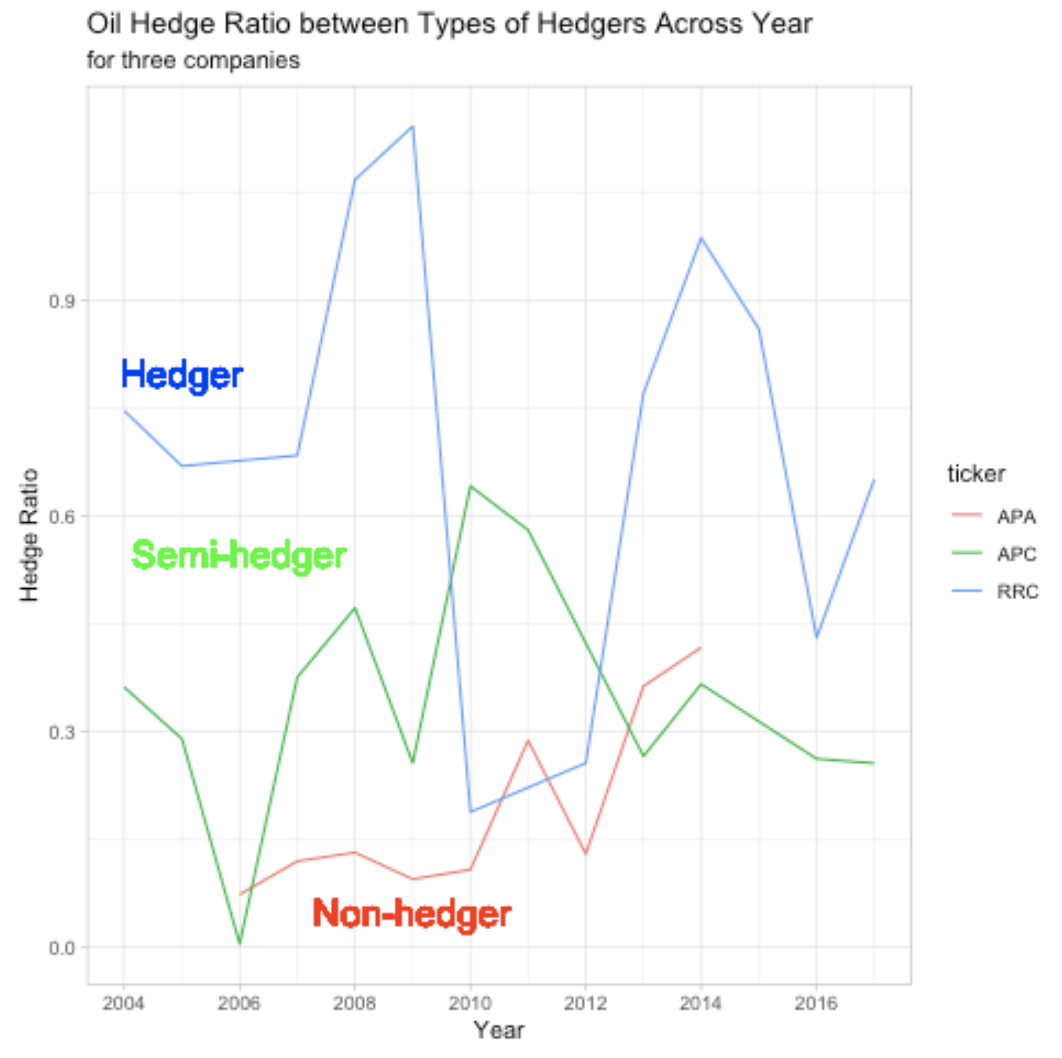 Oil Hedge Ratio between Types of Hedgers Across Year
for three companies
Hedge Ratio
0.9
0.6
0.3
0.0
Hedger
Semi-hedger
Non-hedger
2004 2006 2008 2010 2012 2014 2016
Year
ticker
APA
APC
RRC